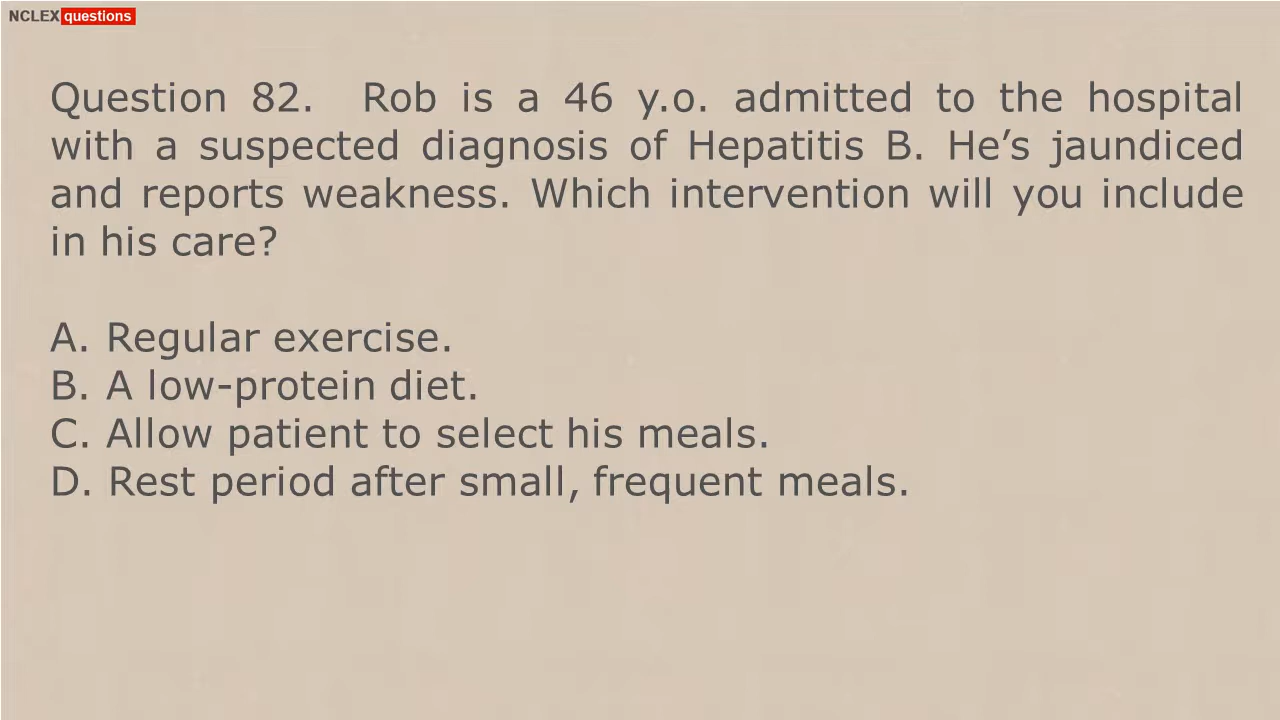 NCLEX questions
Question 82. Rob is a 46 y.o. admitted to the hospital
with a suspected diagnosis of Hepatitis B. He’s jaundiced
and reports weakness. Which intervention will you include
in his care?
A. Regular exercise.
B. A low-protein diet.
C. Allow patient to select his meals.
D. Rest period after small, frequent meals.